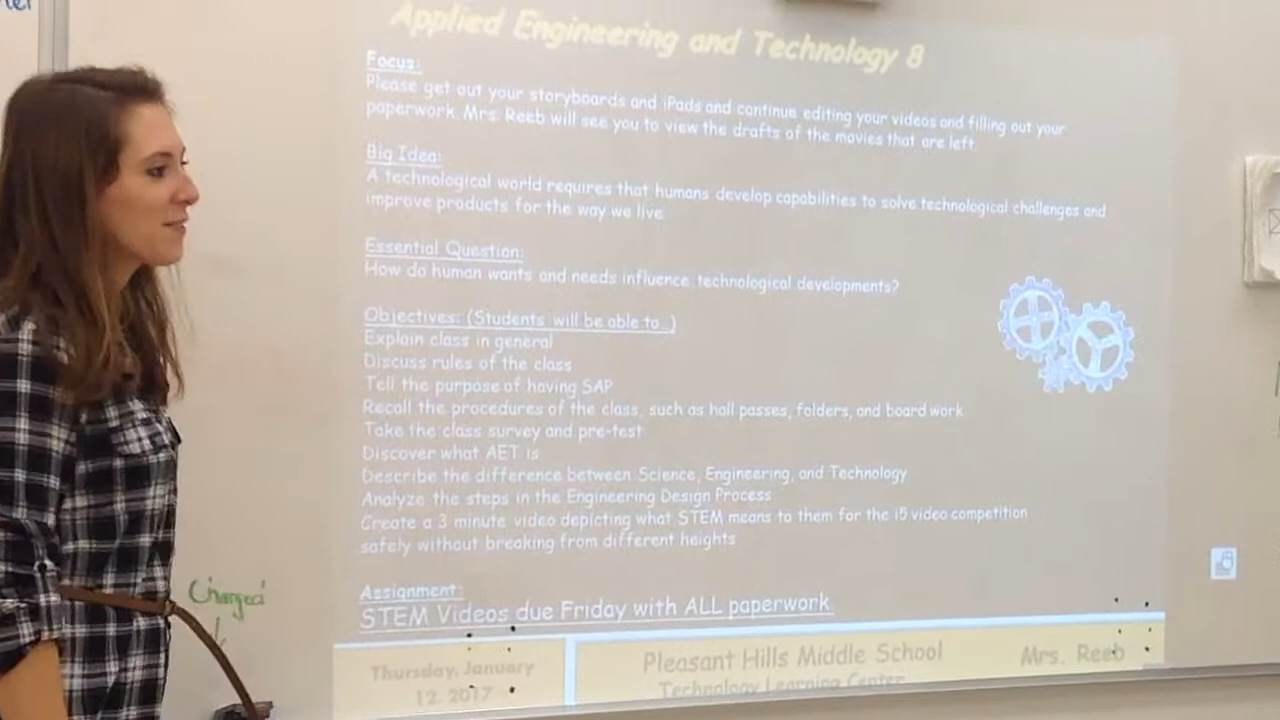 Applied Engineering and Technology 8
Focus:
Please get out your storyboards and iPads and continue editing your videos and filling out your
paperwork. Mrs. Reeb will see you to view the drafts of the movies that are left.
Big Idea:
A technological world requires that humans develop capabilities to solve technological challenges and
improve products for the way we live.
Essential Question:
How do human wants and needs influence technological developments?
Objectives: (Students will be able to…)
Explain class in general
Discuss rules of the class
Tell the purpose of having SAP
Recall the procedures of the class, such as hall passes, folders, and board work
Take the class survey and pre-test
Discover what AET is
Describe the difference between Science, Engineering, and Technology
Analyze the steps in the Engineering Design Process
Create a 3 minute video depicting what STEM means to them for the i5 video competition
safely without breaking from different heights
Charged
Assignment:
STEM Videos due Friday with ALL paperwork.
Thursday, January
12, 2017
Pleasant Hills Middle School
Technology Learning Center
Mrs. Reeb